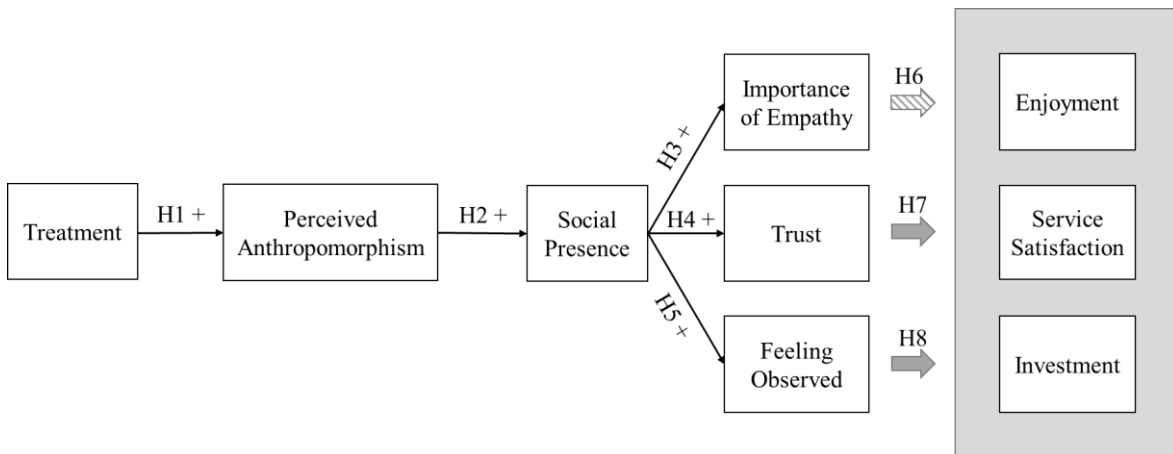 Treatment
H1 +
Perceived
Anthropomorphism
H2 +
Social
Presence
H3 +
H4 +
H5 +
Importance
of Empathy
Trust
Feeling
Observed
H6
H7
H8
Enjoyment
Service
Satisfaction
Investment